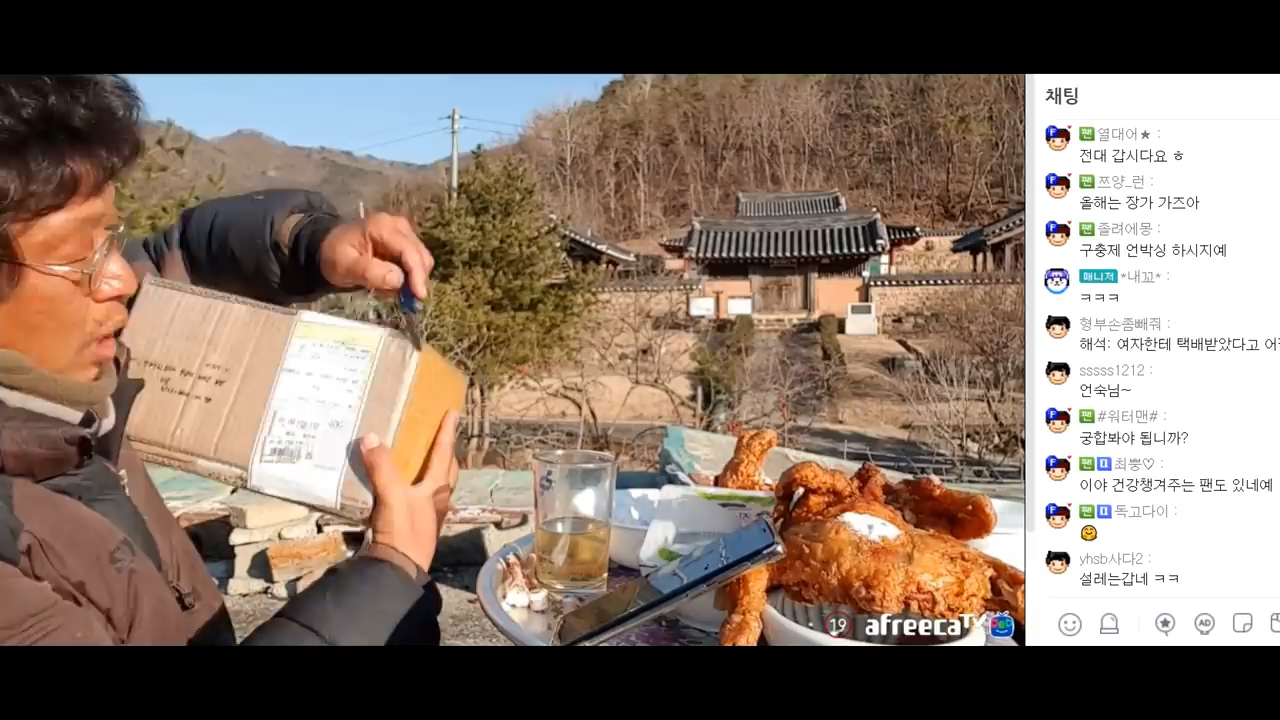 채팅
팬 열대어★ :
전대 갑시다요 ㅎ
팬 쯔양_런 :
올해는 장가 가즈아
팬 졸려에몽 :
구충제 언박싱 하시지예
매니저 *내꼬* :
ㅋㅋㅋ
형부손좀빼줘 :
해석: 여자한테 택배받았다고
sssss1212 :
언숙님~
팬 #워터맨# :
궁합봐야 됩니까?
팬 최뿡♡ :
이야 건강챙겨주는 팬도 있네예
팬 독고다이 :
yhsb사다2 :
설레는갑네 ㅋㅋ
AD
19 afreecaTV